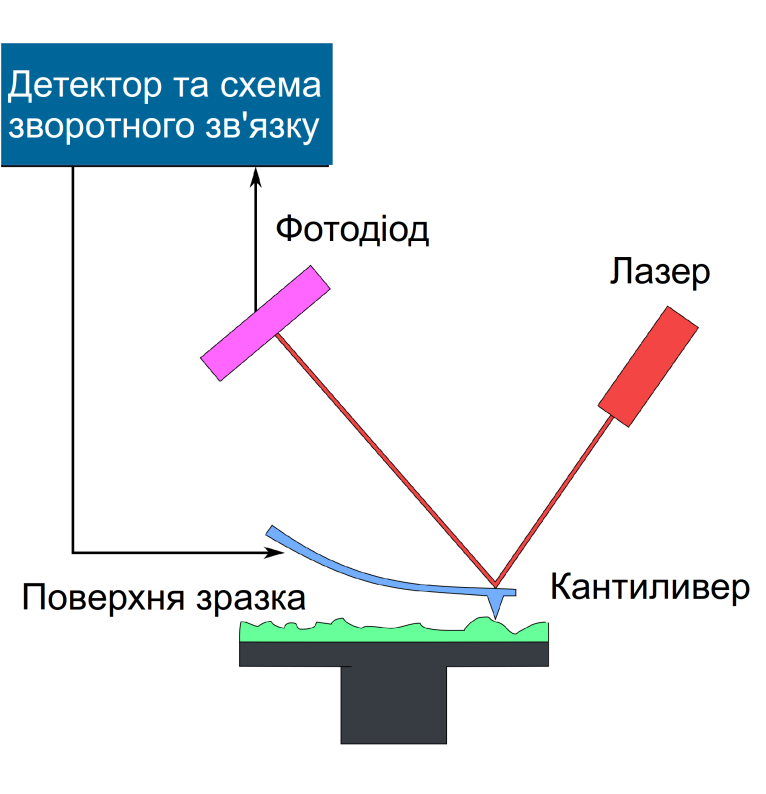 Детектор та схема
зворотного зв'язку
Фотодіод
Лазер
Кантиливер
Поверхня зразка